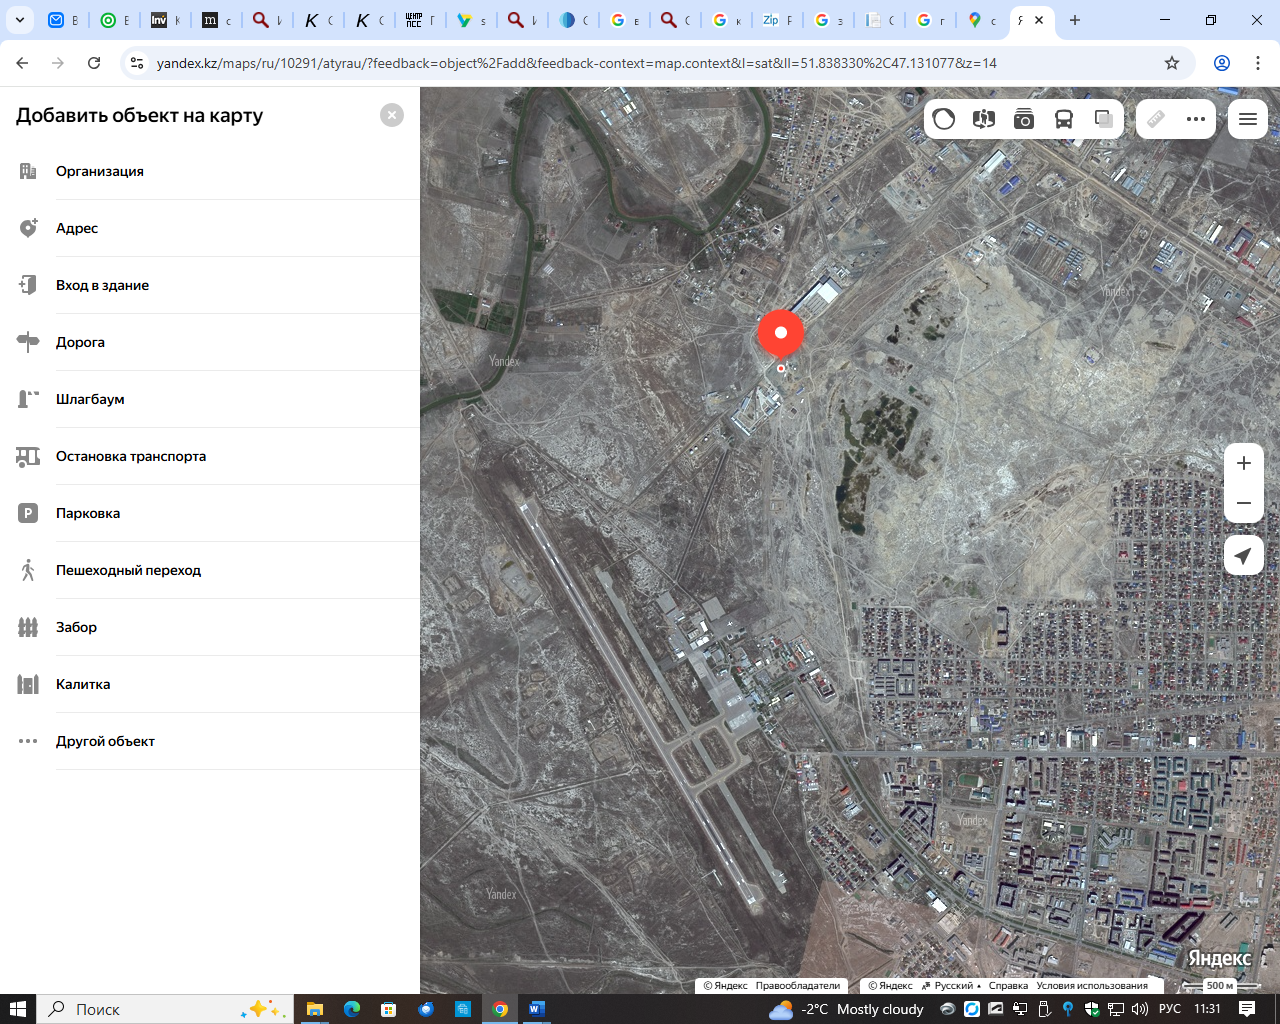 yandex.kz/maps/ru/10291/atyrau/?feedback=object%2Fadd&feedback-context=map.context&l=sat&ll=51.838330%2C47.131077&z=14
Добавить объект на карту
Организация
Адрес
Вход в здание
Дорога
Шлагбаум
Остановка транспорта
Парковка
Пешеходный переход
Забор
Калитка
Другой объект
Yandex
Yandex
Yandex
Yandex
Яндекс
© Яндекс Правообладатели
© Яндекс Русский Справка Условия использования
500 м
Поиск
-2°C Mostly cloudy
РУС
11:31